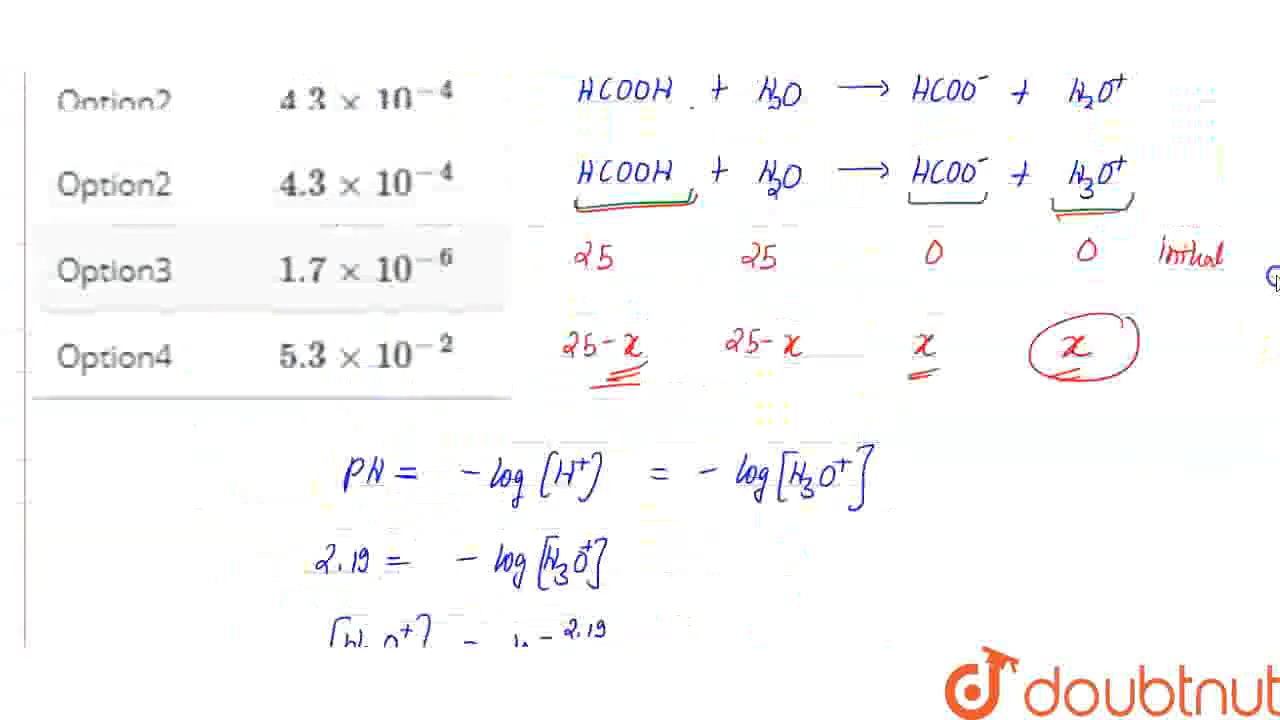 Option2 4.3 × 10⁻⁴ HCOOH + H₂O ⟶ HCOO⁻ + H₃O⁺
Option2 4.3 × 10⁻⁴ HCOOH + H₂O ⟶ HCOO⁻ + H₃O⁺
Option3 1.7 × 10⁻⁶ 25 25 0 0 initial
Option4 5.3 × 10⁻² 25-x 25-x x x
PH = - log [H⁺] = - log [H₃O⁺]
2.19 = - log [H₃O⁺]
⁻²·¹⁹
doubtnut